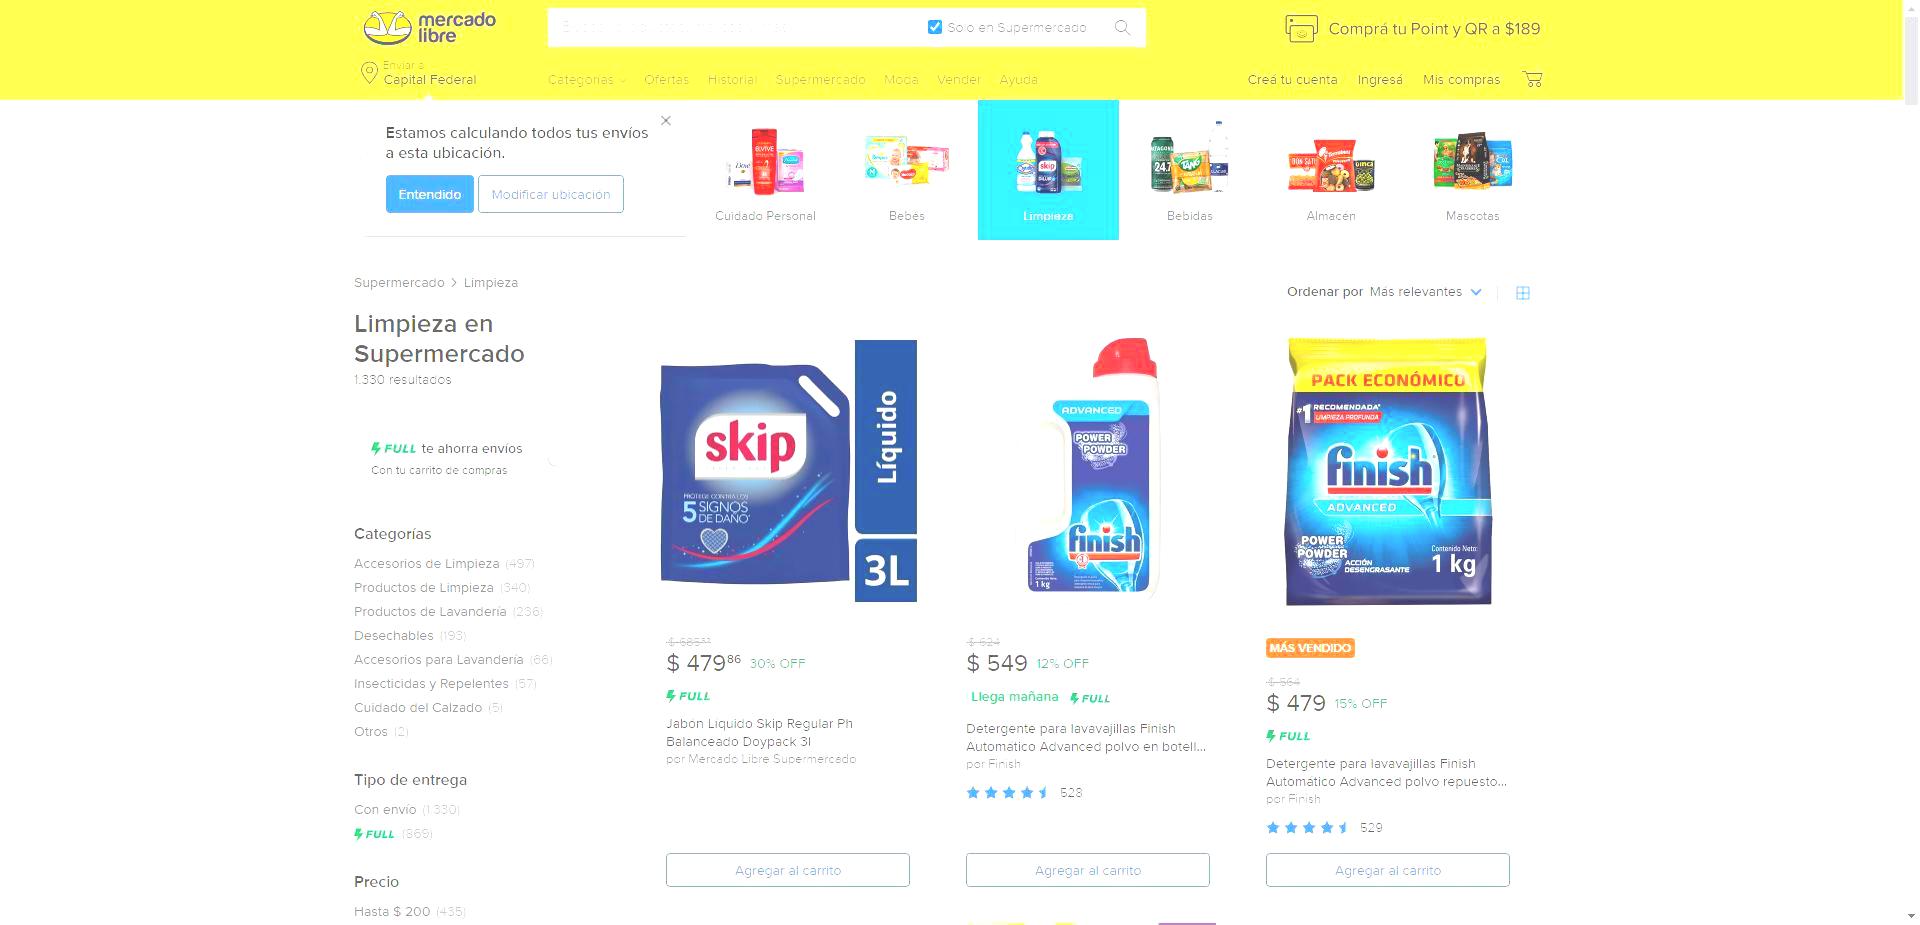 mercado
libre
Solo en Supermercado
Comprá tu Point y QR a $189
Enviar a
Capital Federal
Categorías Ofertas Historial Supermercado Moda Vender Ayuda
Creá tu cuenta Ingresá Mis compras
Estamos calculando todos tus envíos
a esta ubicación.
Entendido Modificar ubicación
Cuidado Personal Bebés Limpieza Bebidas Almacén Mascotas
Supermercado > Limpieza
Ordenar por Más relevantes
Limpieza en
Supermercado
1.330 resultados
FULL te ahorra envíos
Con tu carrito de compras
Categorías
Accesorios de Limpieza (497)
Productos de Limpieza (340)
Productos de Lavandería (236)
Desechables (193)
Accesorios para Lavandería (66)
Insecticidas y Repelentes (57)
Cuidado del Calzado (5)
Otros (2)
Tipo de entrega
Con envío (1.330)
FULL (869)
Precio
Hasta $ 200 (435)
skip
PROTEGE CONTRA LOS
5 SIGNOS
DE DAÑO
Líquido
3L
$ 479 86 30% OFF
FULL
Jabón Líquido Skip Regular Ph
Balanceado Doypack 3l
por Mercado Libre Supermercado
Agregar al carrito
ADVANCED
POWER
POWDER
finish
1 kg
$ 624
$ 549 12% OFF
Llega mañana FULL
Detergente para lavavajillas Finish
Automatico Advanced polvo en botell...
por Finish
528
Agregar al carrito
PACK ECONÓMICO
#1 RECOMENDADA*
LIMPIEZA PROFUNDA
finish
ADVANCED
POWER
POWDER
ACCIÓN
DESENGRASANTE
Contenido Neto:
1 kg
MÁS VENDIDO
$ 564
$ 479 15% OFF
FULL
Detergente para lavavajillas Finish
Automatico Advanced polvo repuesto...
por Finish
529
Agregar al carrito